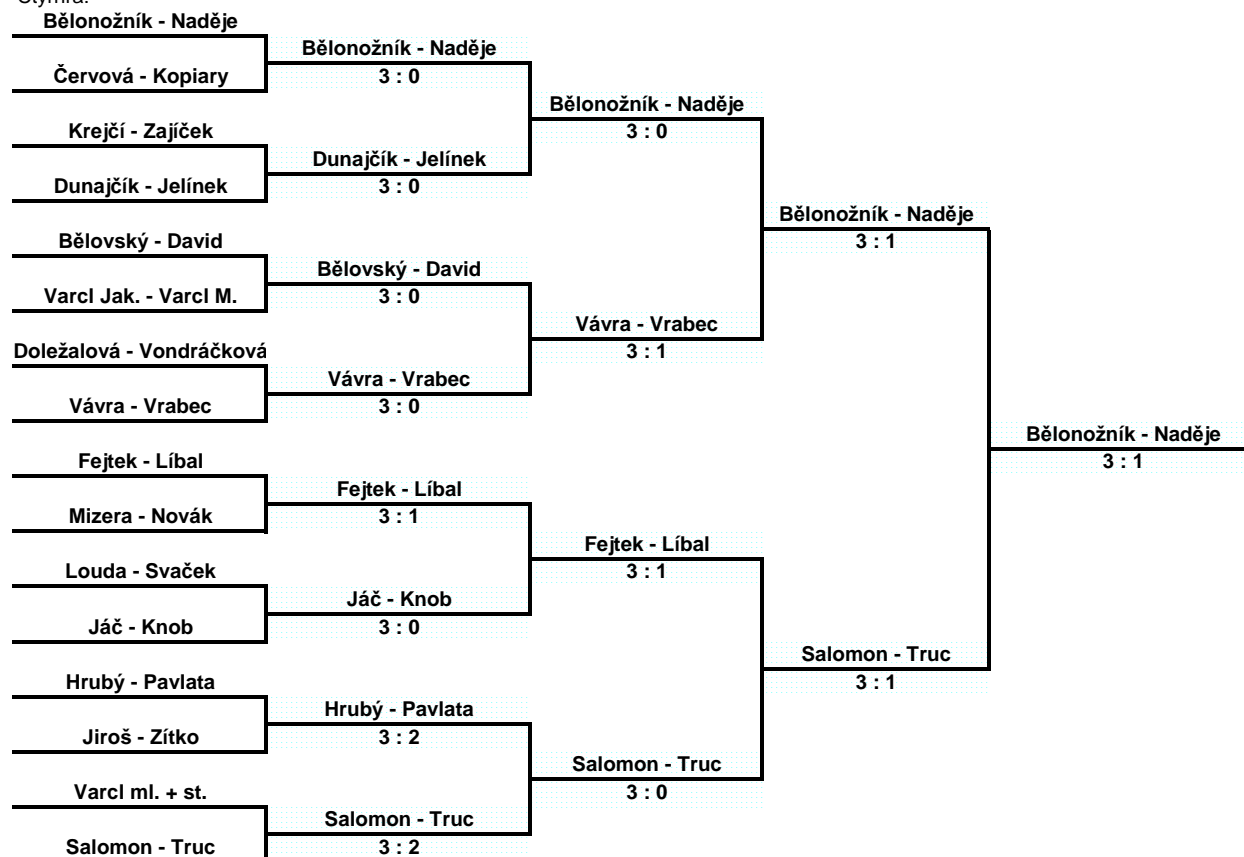 Čtyřhra:
Bělonožník - Naděje
Bělonožník - Naděje
Červová - Kopiary
3 : 0
Bělonožník - Naděje
Krejčí - Zajíček
3 : 0
Dunajčík - Jelínek
Dunajčík - Jelínek
3 : 0
Bělonožník - Naděje
Bělovský - David
3 : 1
Bělovský - David
Varcl Jak. - Varcl M.
3 : 0
Vávra - Vrabec
Doležalová - Vondráčková
3 : 1
Vávra - Vrabec
Vávra - Vrabec
3 : 0
Bělonožník - Naděje
Fejtek - Líbal
3 : 1
Fejtek - Líbal
Mizera - Novák
3 : 1
Fejtek - Líbal
Louda - Svaček
3 : 1
Jáč - Knob
Jáč - Knob
3 : 0
Salomon - Truc
Hrubý - Pavlata
3 : 1
Hrubý - Pavlata
Jiroš - Zítko
3 : 2
Salomon - Truc
Varcl ml. + st.
3 : 0
Salomon - Truc
Salomon - Truc
3 : 2